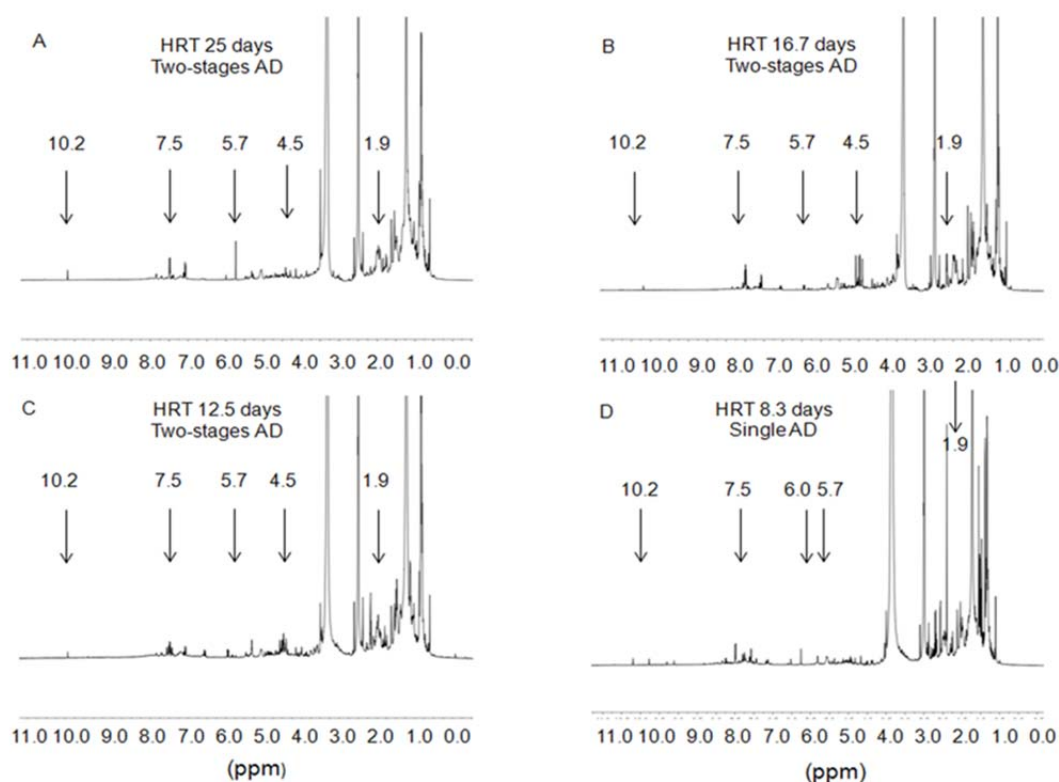 A
HRT 25 days
Two-stages AD
10.2 7.5 5.7 4.5 1.9
11.0 10.0 9.0 8.0 7.0 6.0 5.0 4.0 3.0 2.0 1.0 0.0
B
HRT 16.7 days
Two-stages AD
10.2 7.5 5.7 4.5 1.9
11.0 10.0 9.0 8.0 7.0 6.0 5.0 4.0 3.0 2.0 1.0 0.0
C
HRT 12.5 days
Two-stages AD
10.2 7.5 5.7 4.5 1.9
11.0 10.0 9.0 8.0 7.0 6.0 5.0 4.0 3.0 2.0 1.0 0.0
(ppm)
D
HRT 8.3 days
Single AD
1.9
10.2 7.5 6.0 5.7
11.0 10.0 9.0 8.0 7.0 6.0 5.0 4.0 3.0 2.0 1.0 0.0
(ppm)